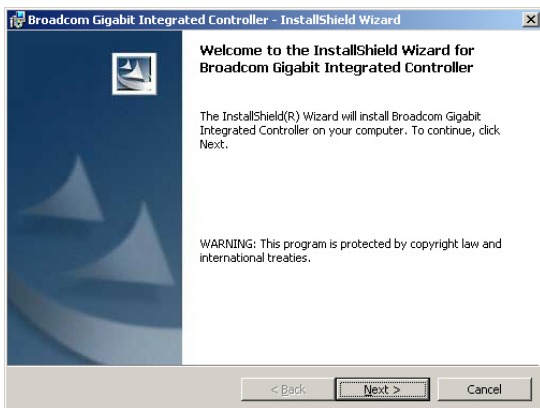 Broadcom Gigabit Integrated Controller - InstallShield Wizard
Welcome to the InstallShield Wizard for
Broadcom Gigabit Integrated Controller
The InstallShield(R) Wizard will install Broadcom Gigabit
Integrated Controller on your computer. To continue, click
Next.
WARNING: This program is protected by copyright law and
international treaties.
< Back
Next >
Cancel